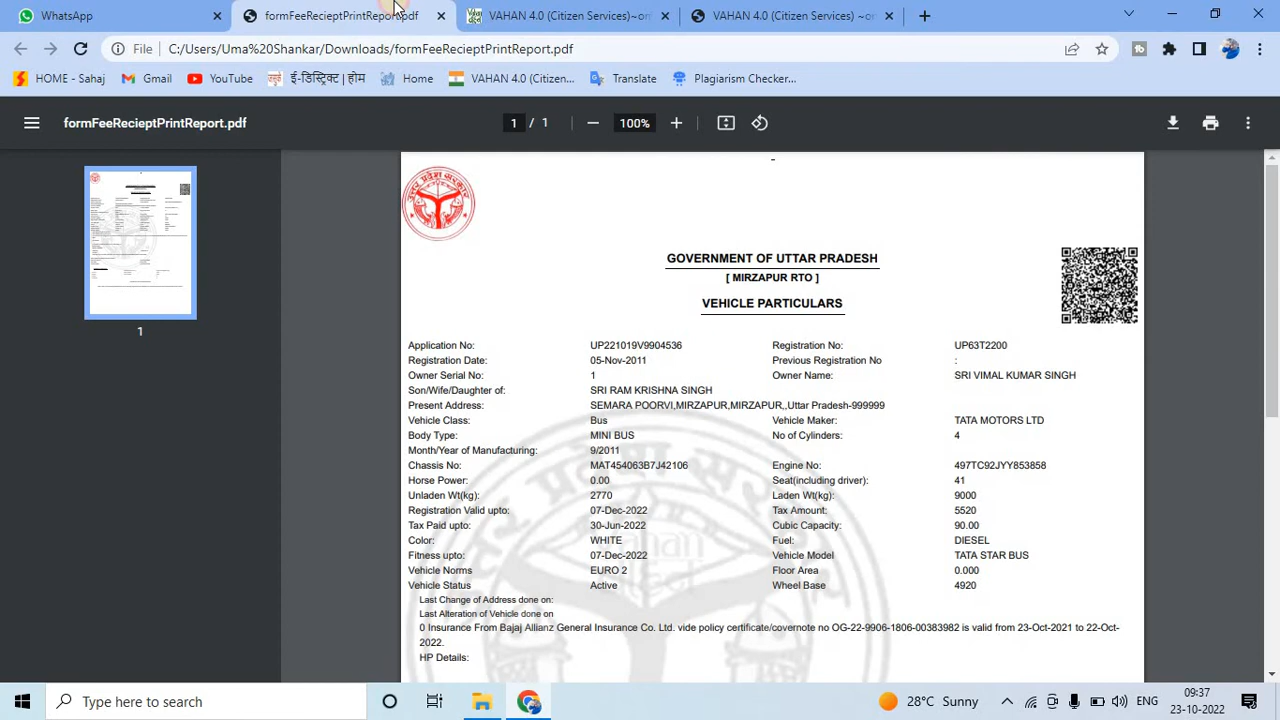 WhatsApp
formFeeRecieptPrintReport.pdf
VAHAN 4.0 (Citizen Services)~on
VAHAN 4.0 (Citizen Services) ~on
File
C:/Users/Uma%20Shankar/Downloads/formFeeRecieptPrintReport.pdf
HOME - Sahaj
Gmail
YouTube
ई-डिस्ट्रिक्ट | होम
Home
VAHAN 4.0 (Citizen...
Translate
Plagiarism Checker...
formFeeRecieptPrintReport.pdf
1 / 1
100%
1
उत्तर प्रदेश सरकार
GOVERNMENT OF UTTAR PRADESH
[ MIRZAPUR RTO ]
VEHICLE PARTICULARS
Application No: UP221019V9904536 Registration No: UP63T2200
Registration Date: 05-Nov-2011 Previous Registration No :
Owner Serial No: 1 Owner Name: SRI VIMAL KUMAR SINGH
Son/Wife/Daughter of: SRI RAM KRISHNA SINGH
Present Address: SEMARA POORVI,MIRZAPUR,MIRZAPUR,,Uttar Pradesh-999999
Vehicle Class: Bus Vehicle Maker: TATA MOTORS LTD
Body Type: MINI BUS No of Cylinders: 4
Month/Year of Manufacturing: 9/2011
Chassis No: MAT454063B7J42106 Engine No: 497TC92JYY853858
Horse Power: 0.00 Seat(including driver): 41
Unladen Wt(kg): 2770 Laden Wt(kg): 9000
Registration Valid upto: 07-Dec-2022 Tax Amount: 5520
Tax Paid upto: 30-Jun-2022 Cubic Capacity: 90.00
Color: WHITE Fuel: DIESEL
Fitness upto: 07-Dec-2022 Vehicle Model TATA STAR BUS
Vehicle Norms EURO 2 Floor Area 0.000
Vehicle Status Active Wheel Base 4920
Last Change of Address done on:
Last Alteration of Vehicle done on
0 Insurance From Bajaj Allianz General Insurance Co. Ltd. vide policy certificate/covernote no OG-22-9906-1806-00383982 is valid from 23-Oct-2021 to 22-Oct-
2022.
HP Details:
Type here to search
28°C Sunny
ENG
09:37
23-10-2022